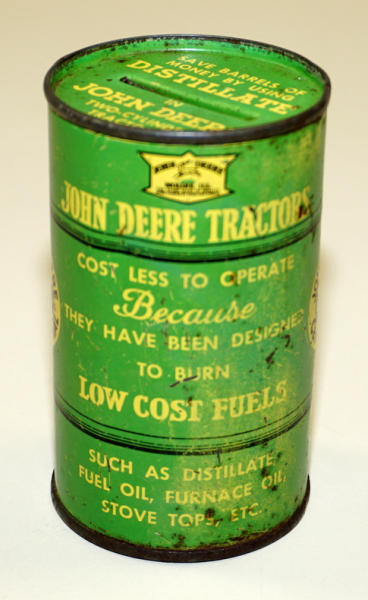 SAVE BARRELS OF
MONEY BY USING
DISTILLATE
IN
JOHN DEERE
TWO CYLINDER
JOHN DEERE
JOHN DEERE TRACTORS
COST LESS TO OPERATE
Because
THEY HAVE BEEN DESIGNED
TO BURN
LOW COST FUELS
SUCH AS DISTILLATE
FUEL OIL, FURNACE OIL,
STOVE TOPS, ETC.